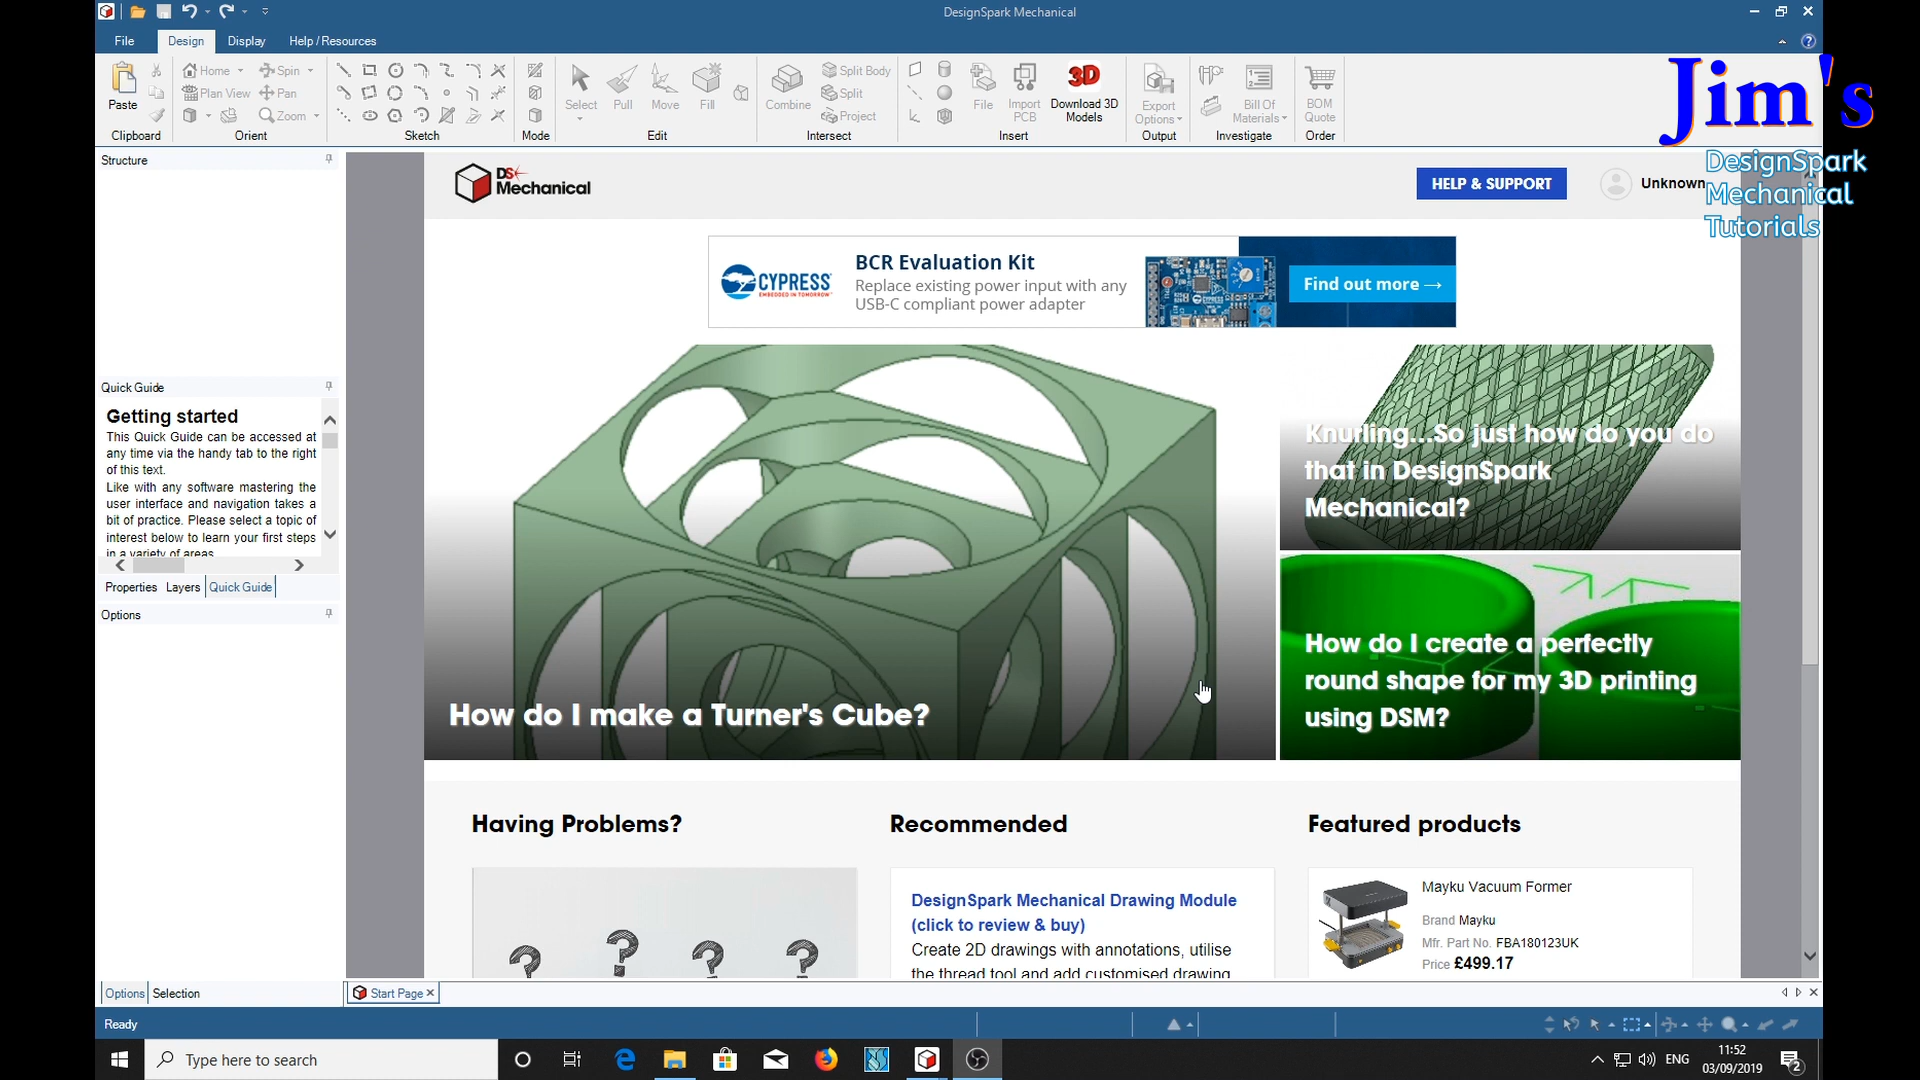 DesignSpark Mechanical
File
Design
Display
Help / Resources
Paste
Clipboard
Home
Spin
Plan View
Pan
Zoom
Orient
Sketch
Mode
Select
Pull
Move
Fill
Edit
Combine
Split Body
Split
Project
Intersect
File
Import
PCB
3D
Download 3D
Models
Insert
Export
Options
Output
Bill Of
Materials
Investigate
BOM
Quote
Order
Jim's
DesignSpark
Mechanical
Tutorials
Structure
DS
Mechanical
HELP & SUPPORT
Unknown
CYPRESS
EMBEDDED IN TOMORROW
BCR Evaluation Kit
Replace existing power input with any
USB-C compliant power adapter
Find out more →
Quick Guide
Getting started
This Quick Guide can be accessed at
any time via the handy tab to the right
of this text.
Like with any software mastering the
user interface and navigation takes a
bit of practice. Please select a topic of
interest below to learn your first steps
in a variety of areas
Properties
Layers
Quick Guide
Options
Knurling...So just how do you do
that in DesignSpark
Mechanical?
How do I create a perfectly
round shape for my 3D printing
using DSM?
How do I make a Turner's Cube?
Having Problems?
Recommended
DesignSpark Mechanical Drawing Module
(click to review & buy)
Create 2D drawings with annotations, utilise
the thread tool and add customised drawing
Featured products
Mayku Vacuum Former
Brand Mayku
Mfr. Part No. FBA180123UK
Price £499.17
Options
Selection
Start Page
Ready
Type here to search
ENG
11:52
03/09/2019
2